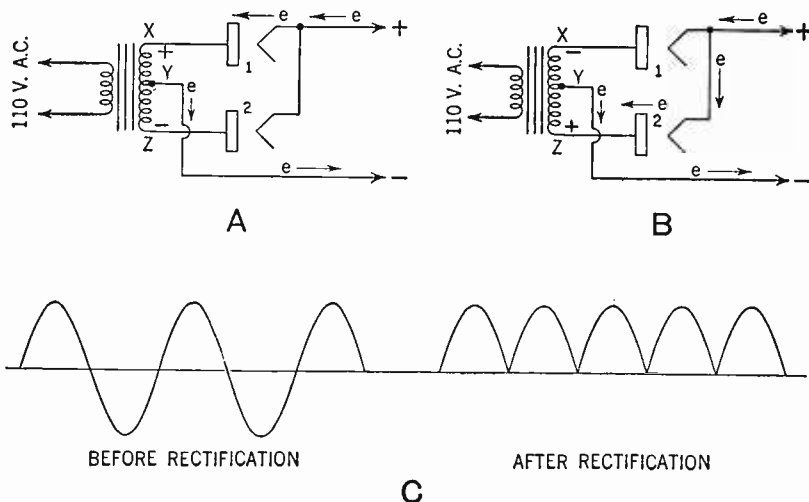 110 V. A.C.
X
+
Y
e
-
Z
1
2
e
e
+
e
-
A
110 V. A.C.
X
-
Y
e
+
Z
1
2
e
e
e
+
e
-
B
BEFORE RECTIFICATION
AFTER RECTIFICATION
C